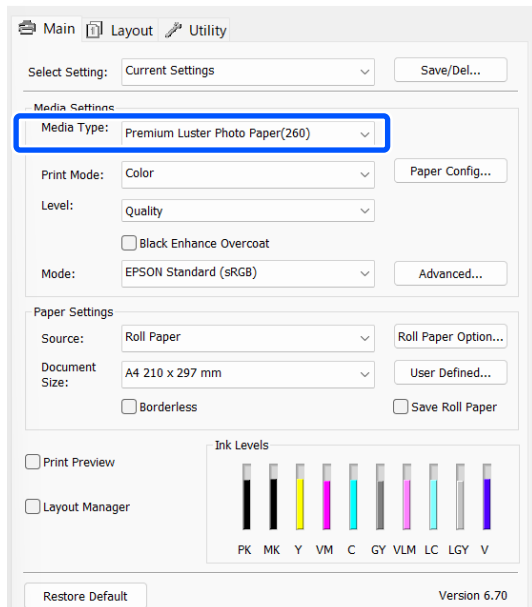 Main Layout Utility
Select Setting: Current Settings Save/Del...
Media Settings
Media Type: Premium Luster Photo Paper(260)
Print Mode: Color Paper Config...
Level: Quality
Black Enhance Overcoat
Mode: EPSON Standard (sRGB) Advanced...
Paper Settings
Source: Roll Paper Roll Paper Option...
Document
Size: A4 210 x 297 mm User Defined...
Borderless Save Roll Paper
Ink Levels
Print Preview
Layout Manager
PK MK Y VM C GY VLM LC LGY V
Restore Default Version 6.70